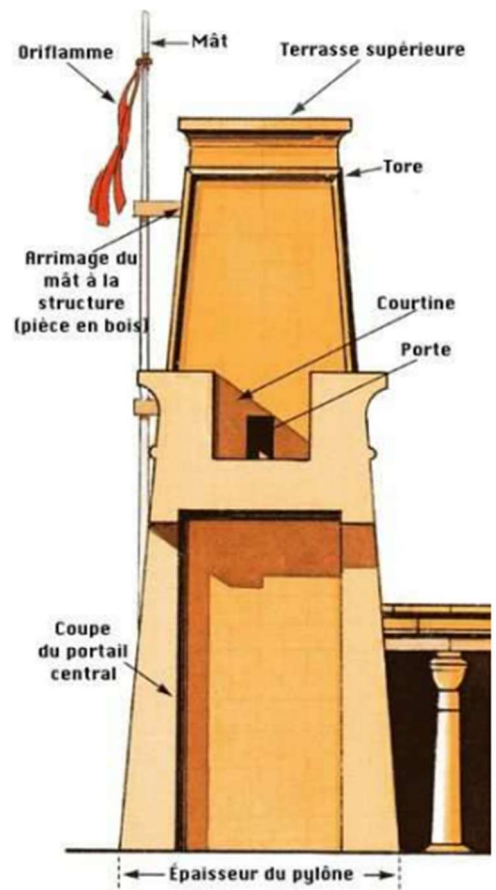 Mât
Oriflamme
Terrasse supérieure
Tore
Arrimage du
mât à la
structure
(pièce en bois)
Courtine
Porte
Coupe
du portail
central
Épaisseur du pylône